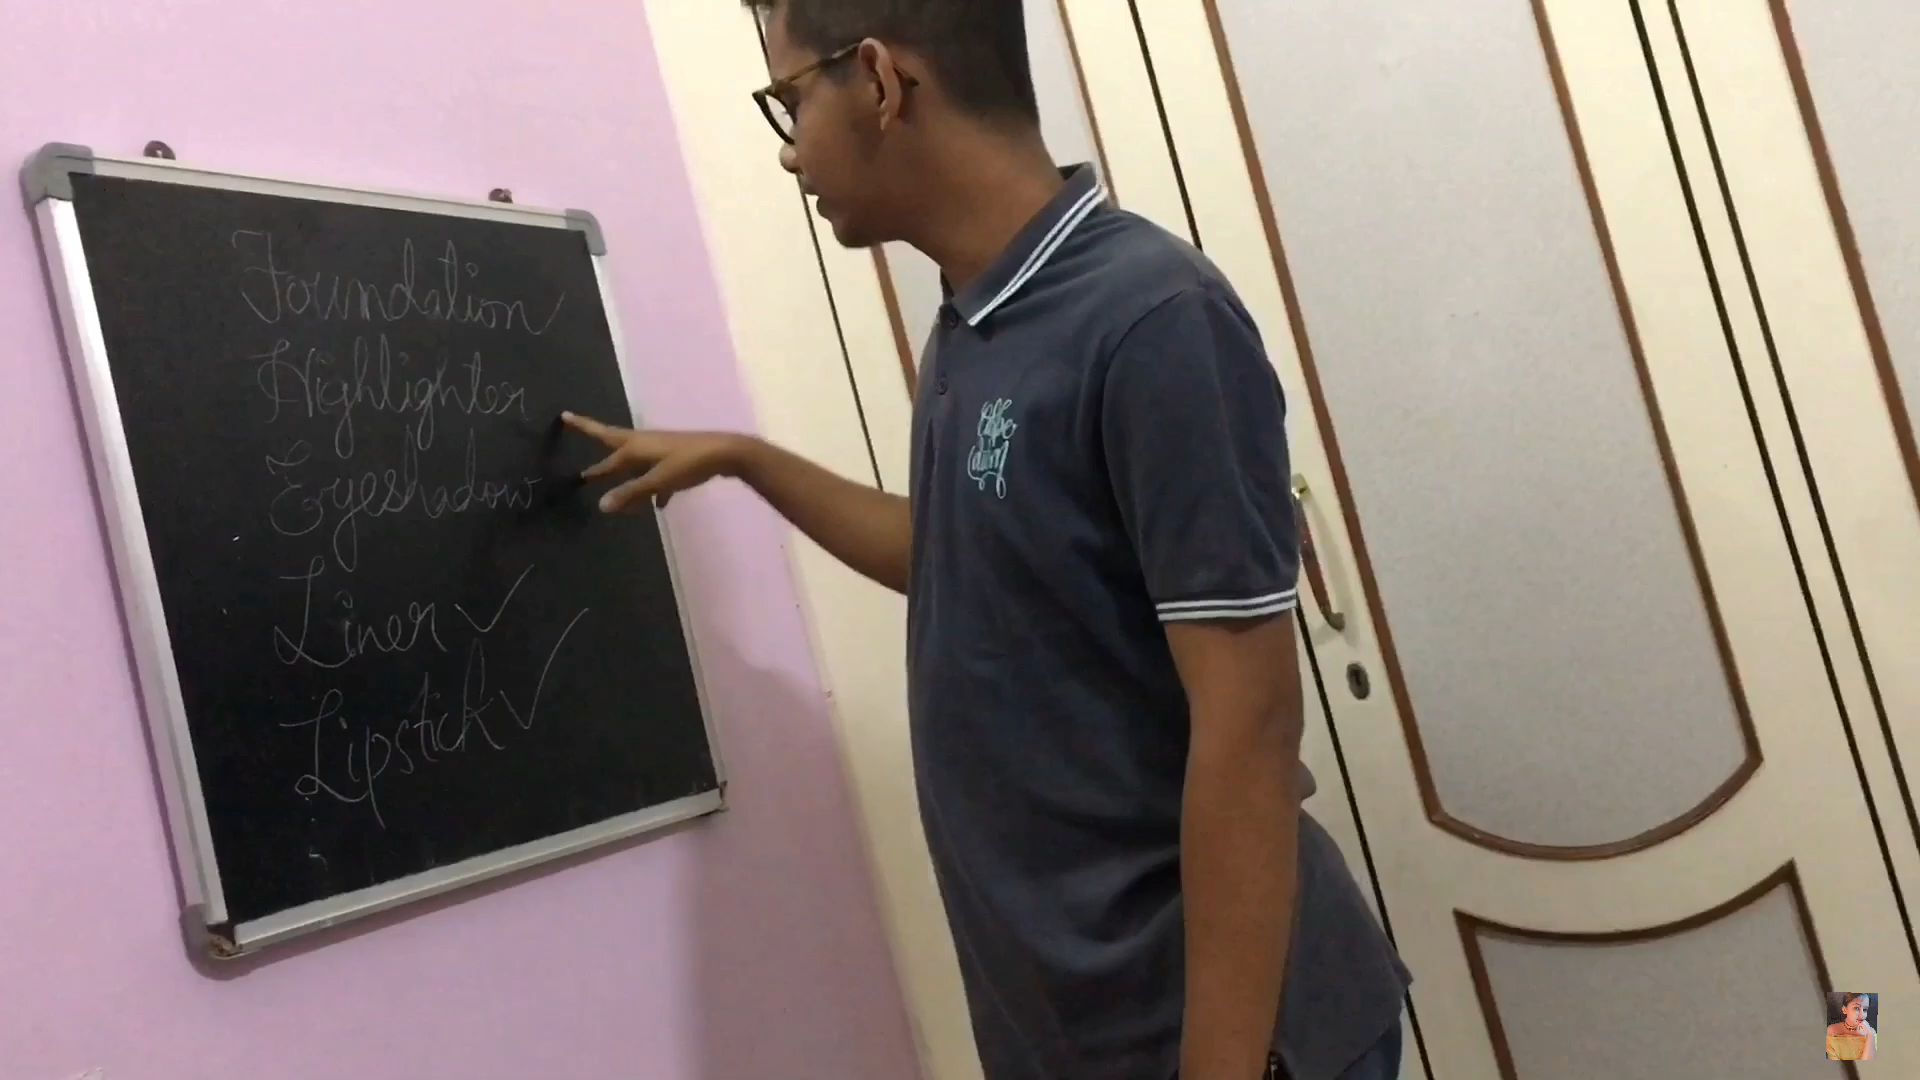 Foundation ✓
Highlighter
Eyeshadow
Liner ✓
Lipstick ✓